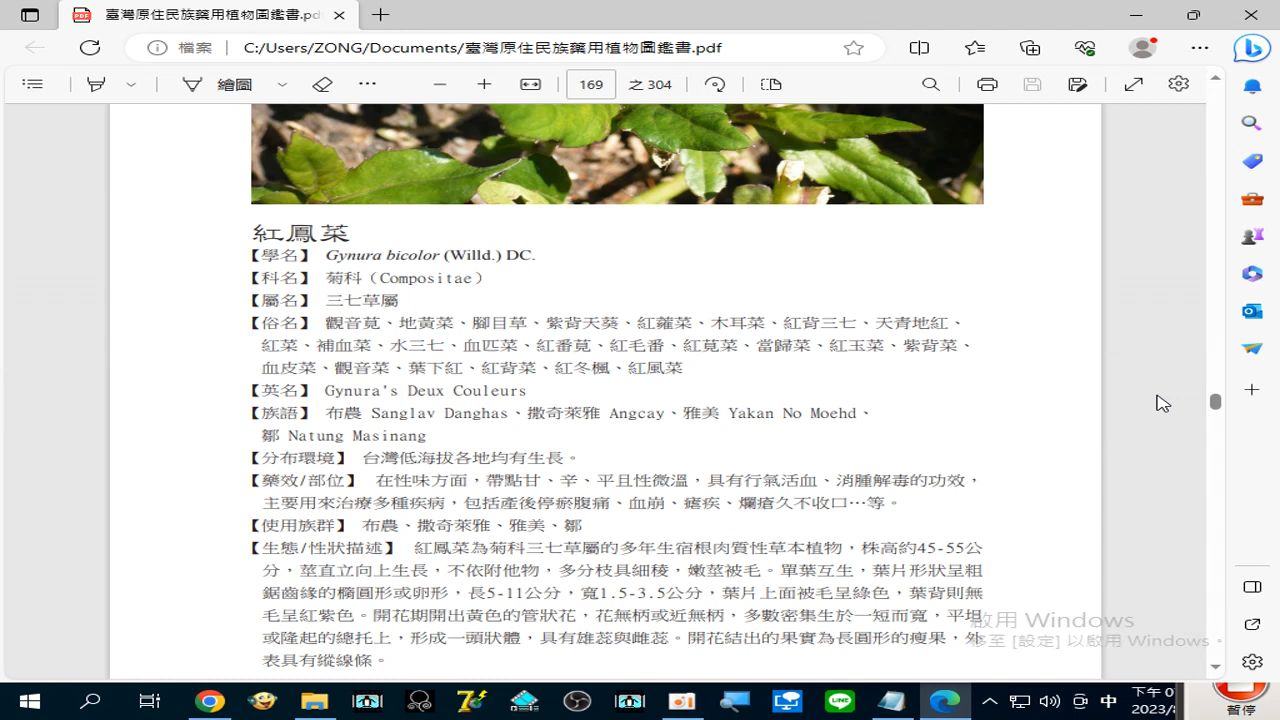 臺灣原住民族藥用植物圖鑑書.pdf
檔案 C:/Users/ZONG/Documents/臺灣原住民族藥用植物圖鑑書.pdf
繪圖 169 之 304
紅鳳菜
【學名】 Gynura bicolor (Willd.) DC.
【科名】 菊科（Compositae）
【屬名】 三七草屬
【俗名】 觀音莧、地黃菜、腳目草、紫背天葵、紅蘿菜、木耳菜、紅背三七、天青地紅、
紅菜、補血菜、水三七、血匹菜、紅番莧、紅毛番、紅莧菜、當歸菜、紅玉菜、紫背菜、
血皮菜、觀音菜、葉下紅、紅背菜、紅冬楓、紅風菜
【英名】 Gynura's Deux Couleurs
【族語】 布農 Sanglav Danghas、撒奇萊雅 Angcay、雅美 Yakan No Moehd、
鄒 Natung Masinang
【分布環境】 台灣低海拔各地均有生長。
【藥效/部位】 在性味方面，帶點甘、辛、平且性微溫，具有行氣活血、消腫解毒的功效，
主要用來治療多種疾病，包括產後停瘀腹痛、血崩、瘧疾、爛瘡久不收口…等。
【使用族群】 布農、撒奇萊雅、雅美、鄒
【生態/性狀描述】 紅鳳菜為菊科三七草屬的多年生宿根肉質性草本植物，株高約45-55公
分，莖直立向上生長，不依附他物，多分枝具細稜，嫩莖被毛。單葉互生，葉片形狀呈粗
鋸齒緣的橢圓形或卵形，長5-11公分，寬1.5-3.5公分，葉片上面被毛呈綠色，葉背則無
毛呈紅紫色。開花期開出黃色的管狀花，花無柄或近無柄，多數密集生於一短而寬，平坦
或隆起的總托上，形成一頭狀體，具有雄蕊與雌蕊。開花結出的果實為長圓形的瘦果，外
表具有縱線條。
啟用 Windows
移至 [設定] 以啟用 Windows。
中 下午 0
2023/8
暫停